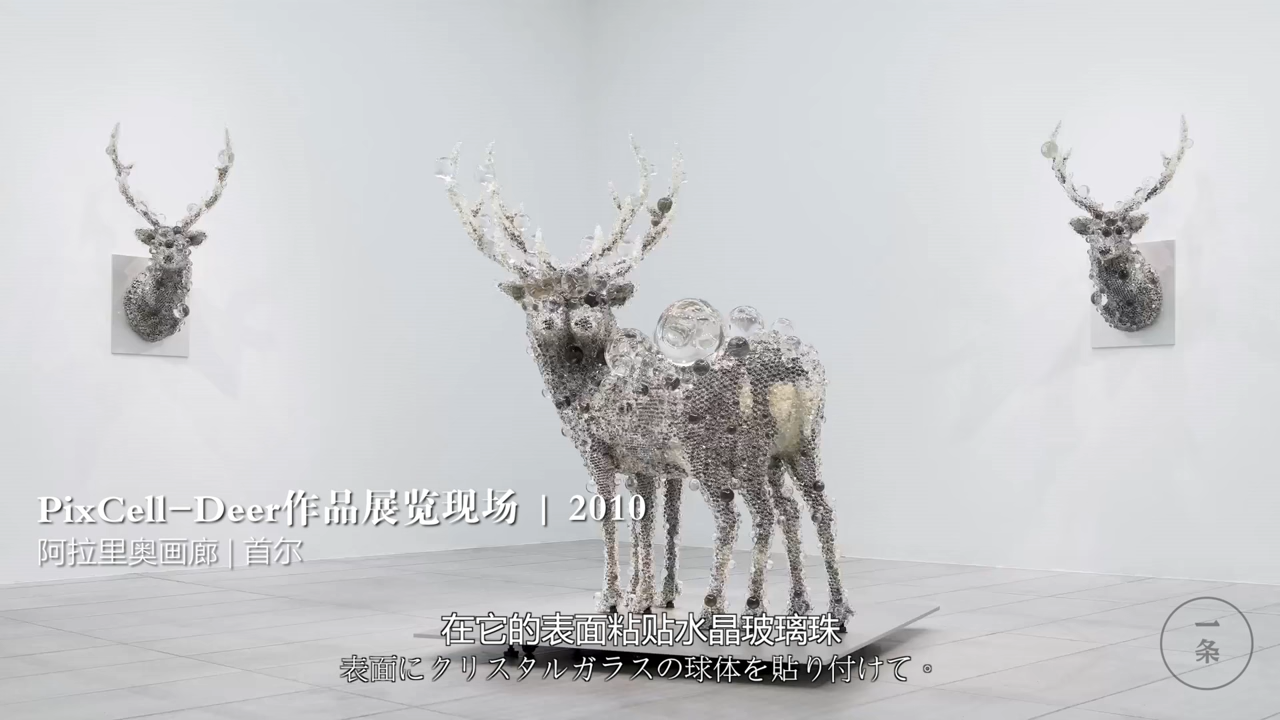 PixCell-Deer作品展览现场 | 2010
阿拉里奥画廊 | 首尔
在它的表面粘贴水晶玻璃珠
表面にクリスタルガラスの球体を貼り付けて。
一条